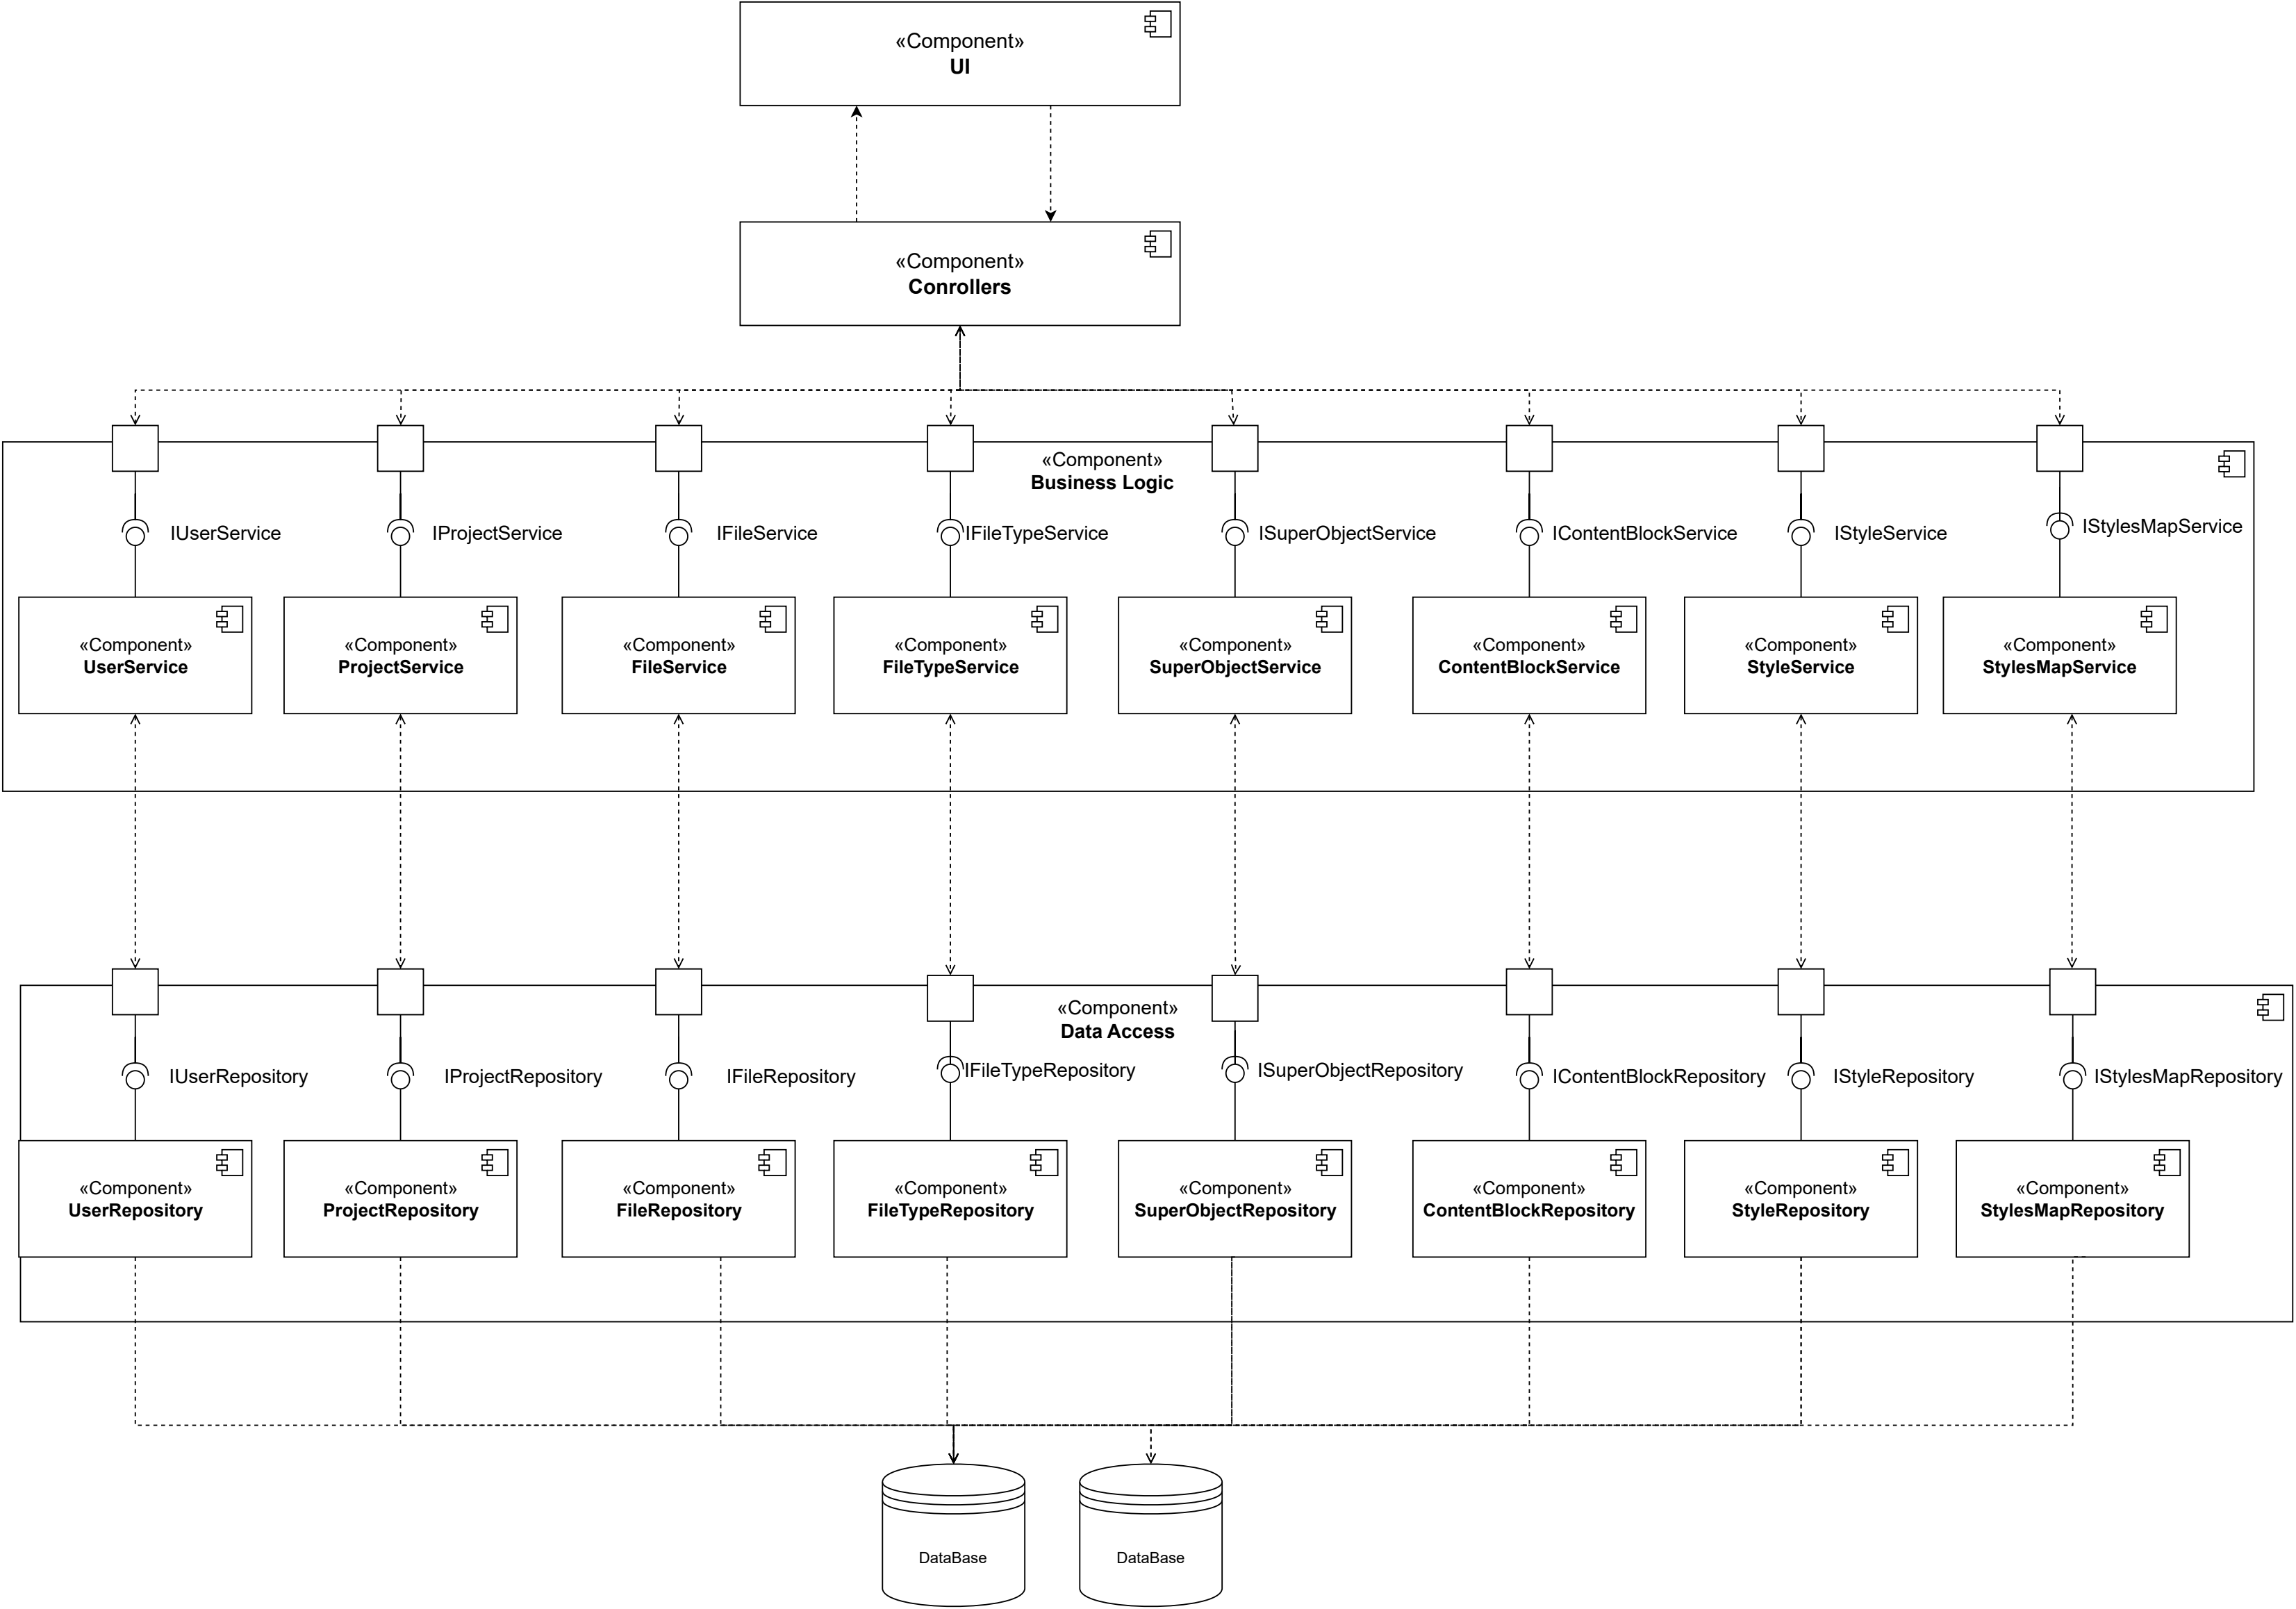 «Component»
UI
«Component»
Conrollers
«Component»
Business Logic
IUserService
IProjectService
IFileService
IFileTypeService
ISuperObjectService
IContentBlockService
IStyleService
IStylesMapService
«Component»
UserService
«Component»
ProjectService
«Component»
FileService
«Component»
FileTypeService
«Component»
SuperObjectService
«Component»
ContentBlockService
«Component»
StyleService
«Component»
StylesMapService
«Component»
Data Access
IUserRepository
IProjectRepository
IFileRepository
IFileTypeRepository
ISuperObjectRepository
IContentBlockRepository
IStyleRepository
IStylesMapRepository
«Component»
UserRepository
«Component»
ProjectRepository
«Component»
FileRepository
«Component»
FileTypeRepository
«Component»
SuperObjectRepository
«Component»
ContentBlockRepository
«Component»
StyleRepository
«Component»
StylesMapRepository
DataBase
DataBase